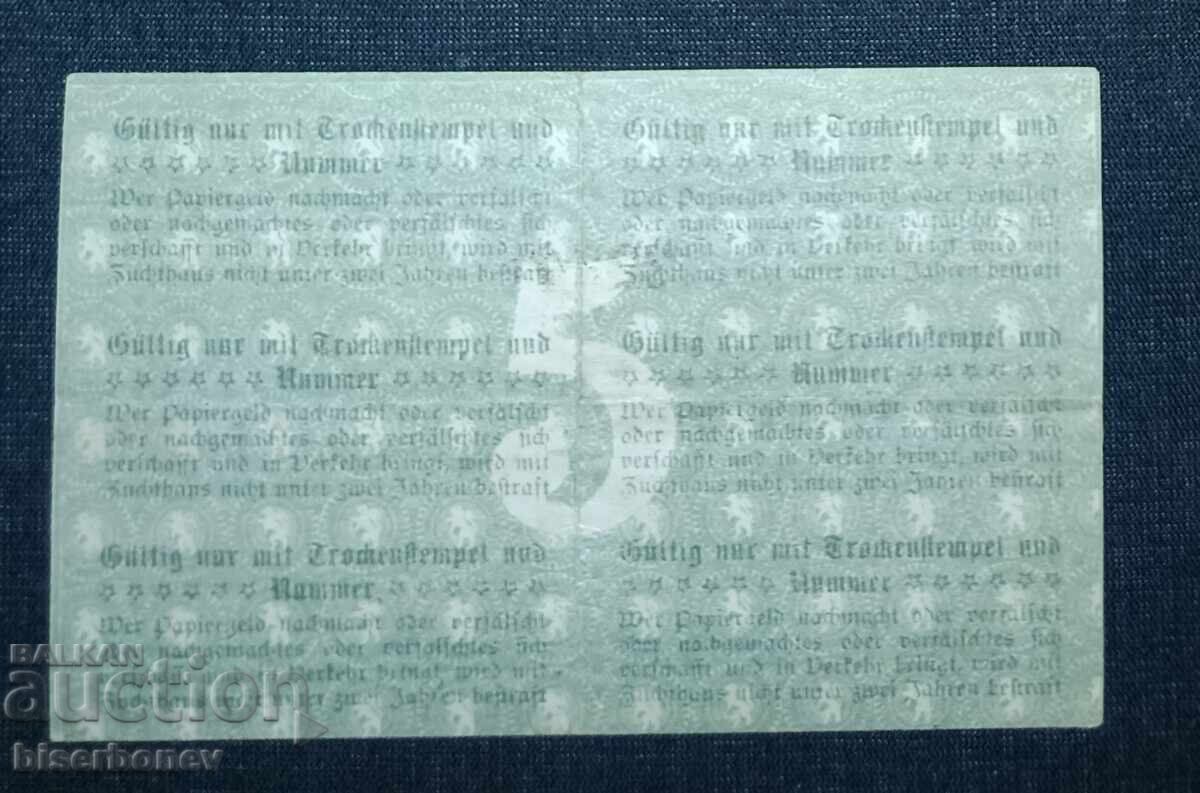 Gültig nur mit Trockenstempel und
Nummer
Wer Papiergeld nachmacht oder verfälscht
oder nachgemachtes oder verfälschtes sich
verschafft und in Verkehr bringt, wird mit
Zuchthaus nicht unter zwei Jahren bestraft
Gültig nur mit Trockenstempel und
Nummer
Wer Papiergeld nachmacht oder verfälscht
oder nachgemachtes oder verfälschtes sich
verschafft und in Verkehr bringt, wird mit
Zuchthaus nicht unter zwei Jahren bestraft
5
Gültig nur mit Trockenstempel und
Nummer
Wer Papiergeld nachmacht oder verfälscht
oder nachgemachtes oder verfälschtes sich
verschafft und in Verkehr bringt, wird mit
Zuchthaus nicht unter zwei Jahren bestraft
Gültig nur mit Trockenstempel und
Nummer
Wer Papiergeld nachmacht oder verfälscht
oder nachgemachtes oder verfälschtes sich
verschafft und in Verkehr bringt, wird mit
Zuchthaus nicht unter zwei Jahren bestraft
Gültig nur mit Trockenstempel und
Nummer
Wer Papiergeld nachmacht oder verfälscht
nachgemachtes oder verfälschtes sich
Verkehr bringt, wird mit
nicht unter zwei Jahren bestraft
Gültig nur mit Trockenstempel und
Nummer
Wer Papiergeld nachmacht oder verfälscht
oder nachgemachtes oder verfälschtes sich
verschafft und in Verkehr bringt, wird mit
Zuchthaus nicht unter zwei Jahren bestraft
BALKAN
auction
biserbonev